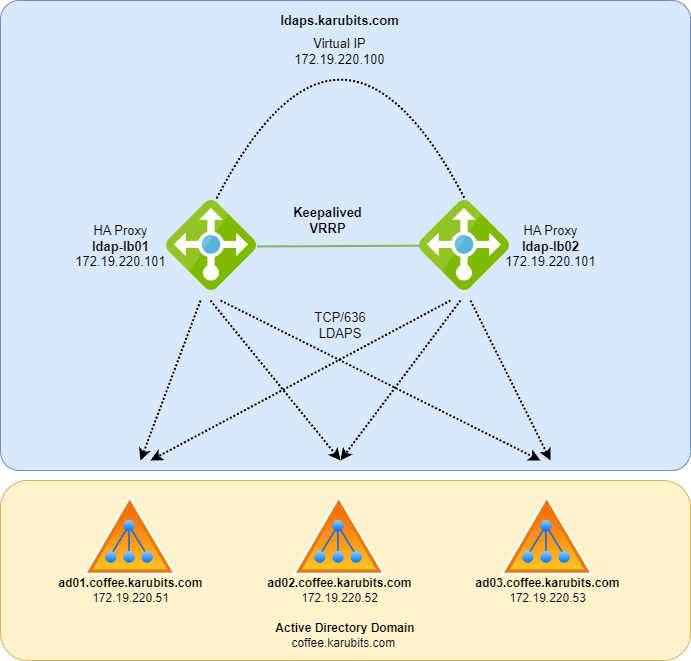 ldaps.karubits.com
Virtual IP
172.19.220.100
Keepalived
VRRP
HA Proxy
ldap-lb01
172.19.220.101
HA Proxy
ldap-lb02
172.19.220.101
TCP/636
LDAPS
ad01.coffee.karubits.com
172.19.220.51
ad02.coffee.karubits.com
172.19.220.52
ad03.coffee.karubits.com
172.19.220.53
Active Directory Domain
coffee.karubits.com